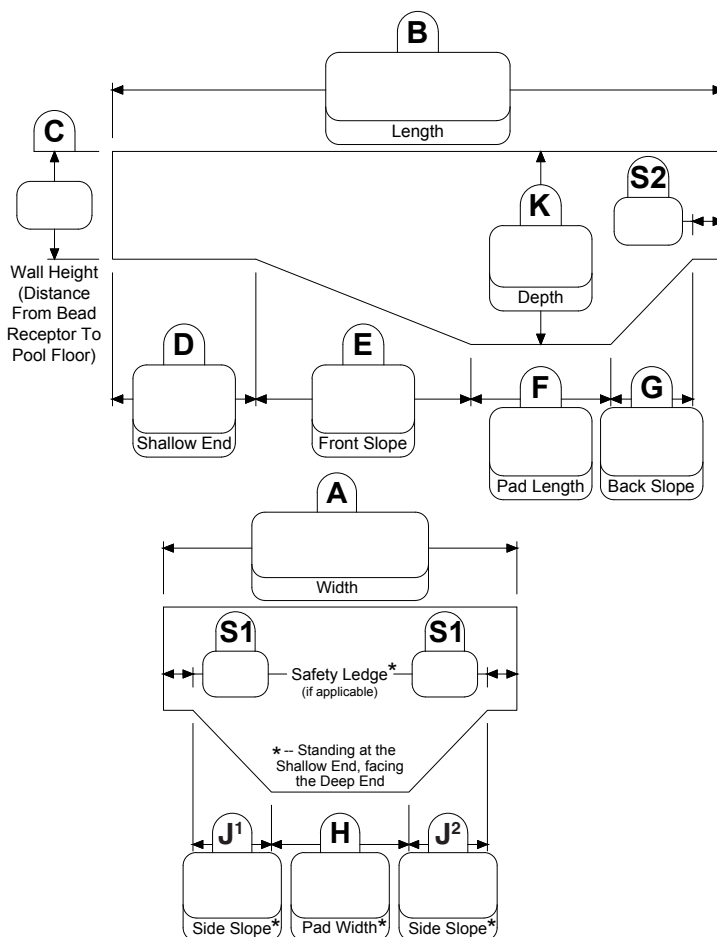 B
Length
C
S2
K
Wall Height
(Distance
From Bead
Receptor To
Pool Floor)
Depth
D
E
F
G
Shallow End
Front Slope
Pad Length
Back Slope
A
Width
S1
S1
Safety Ledge*
(if applicable)
* -- Standing at the
Shallow End, facing
the Deep End
J¹
H
J²
Side Slope*
Pad Width*
Side Slope*